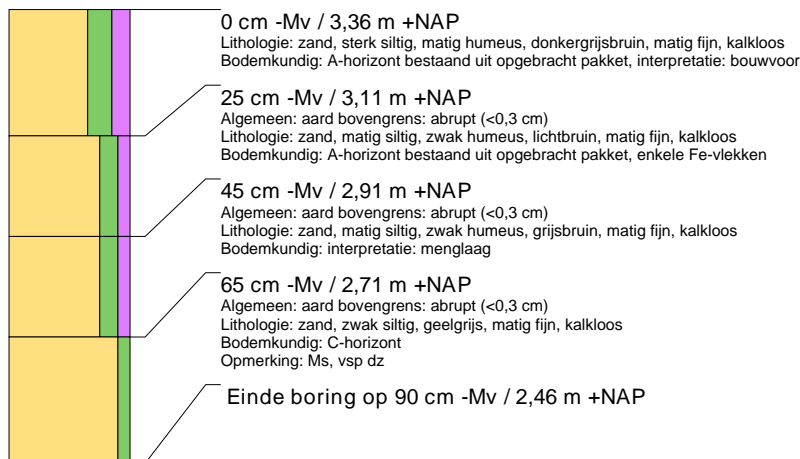 0 cm -Mv / 3,36 m +NAP
Lithologie: zand, sterk siltig, matig humeus, donkergrijsbruin, matig fijn, kalkloos
Bodemkundig: A-horizont bestaand uit opgebracht pakket, interpretatie: bouwvoor
25 cm -Mv / 3,11 m +NAP
Algemeen: aard bovengrens: abrupt (<0,3 cm)
Lithologie: zand, matig siltig, zwak humeus, lichtbruin, matig fijn, kalkloos
Bodemkundig: A-horizont bestaand uit opgebracht pakket, enkele Fe-vlekken
45 cm -Mv / 2,91 m +NAP
Algemeen: aard bovengrens: abrupt (<0,3 cm)
Lithologie: zand, matig siltig, zwak humeus, grijsbruin, matig fijn, kalkloos
Bodemkundig: interpretatie: menglaag
65 cm -Mv / 2,71 m +NAP
Algemeen: aard bovengrens: abrupt (<0,3 cm)
Lithologie: zand, zwak siltig, geelgrijs, matig fijn, kalkloos
Bodemkundig: C-horizont
Opmerking: Ms, vsp dz
Einde boring op 90 cm -Mv / 2,46 m +NAP